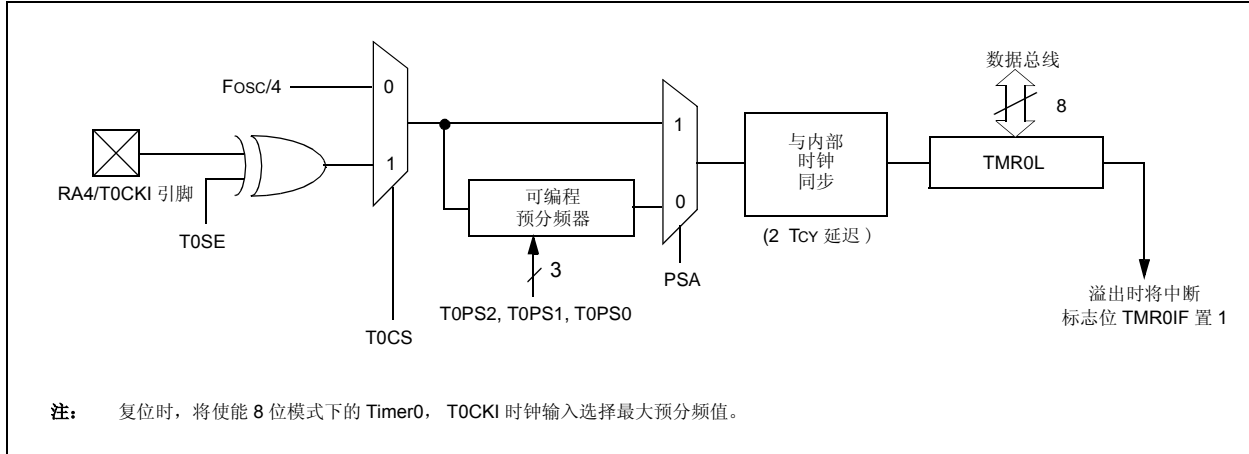 数据总线
8
FOSC/4
0
1
RA4/T0CKI 引脚
T0SE
T0CS
可编程
预分频器
3
T0PS2, T0PS1, T0PS0
1
0
PSA
与内部
时钟
同步
(2 TCY 延迟 )
TMR0L
溢出时将中断
标志位 TMR0IF 置 1
注: 复位时，将使能 8 位模式下的 Timer0， T0CKI 时钟输入选择最大预分频值。